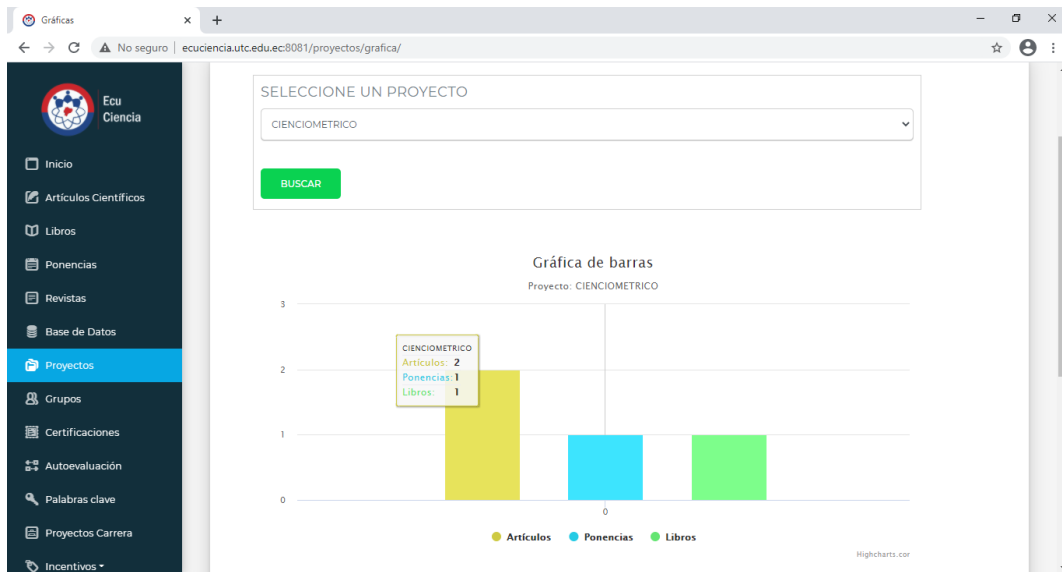 Gráficas
No seguro | ecuciencia.utc.edu.ec:8081/proyectos/grafica/
Ecu
Ciencia
Inicio
Artículos Científicos
Libros
Ponencias
Revistas
Base de Datos
Proyectos
Grupos
Certificaciones
Autoevaluación
Palabras clave
Proyectos Carrera
Incentivos
SELECCIONE UN PROYECTO
CIENCIOMETRICO
BUSCAR
Gráfica de barras
Proyecto: CIENCIOMETRICO
3
2
1
0
CIENCIOMETRICO
Artículos: 2
Ponencias: 1
Libros: 1
0
Artículos Ponencias Libros
Highcharts.cor